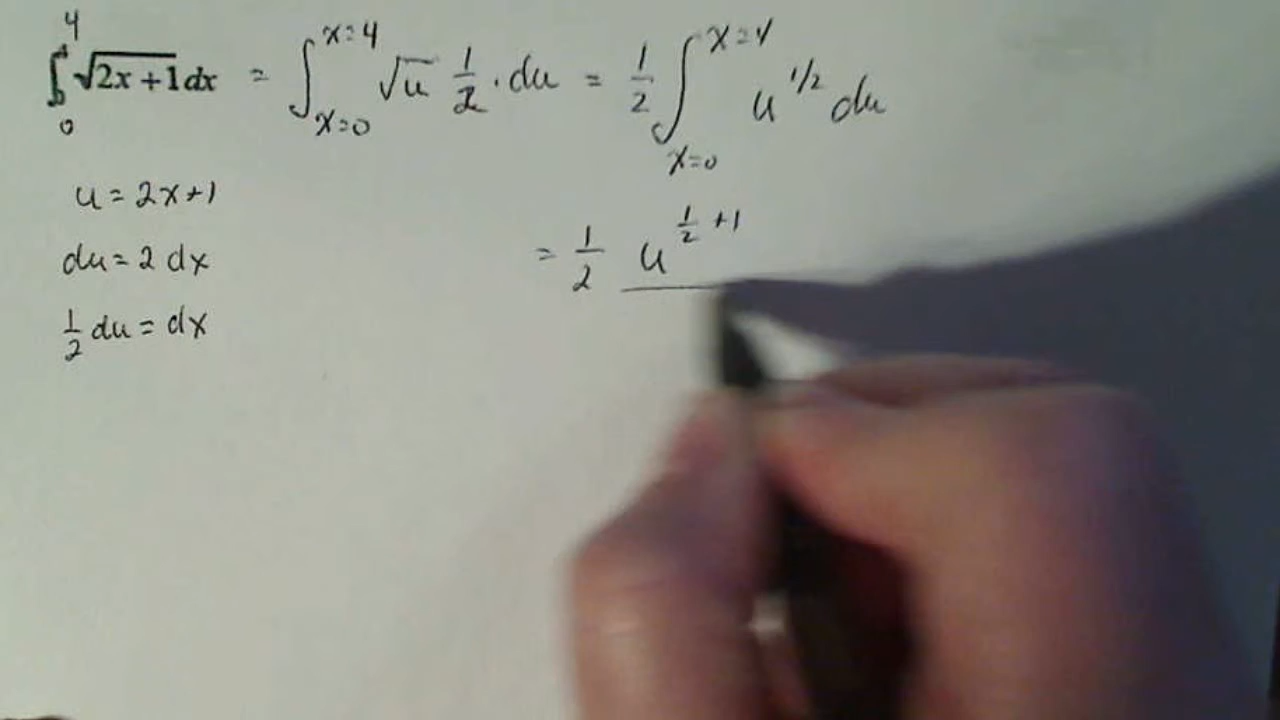 ∫₀⁴ √(2x+1) dx = ∫_{x=0}^{x=4} √u 1/2 · du = 1/2 ∫_{x=0}^{x=4} u^{1/2} du
u = 2x+1
= 1/2 u^{1/2 +1}
du = 2 dx
1/2 du = dx